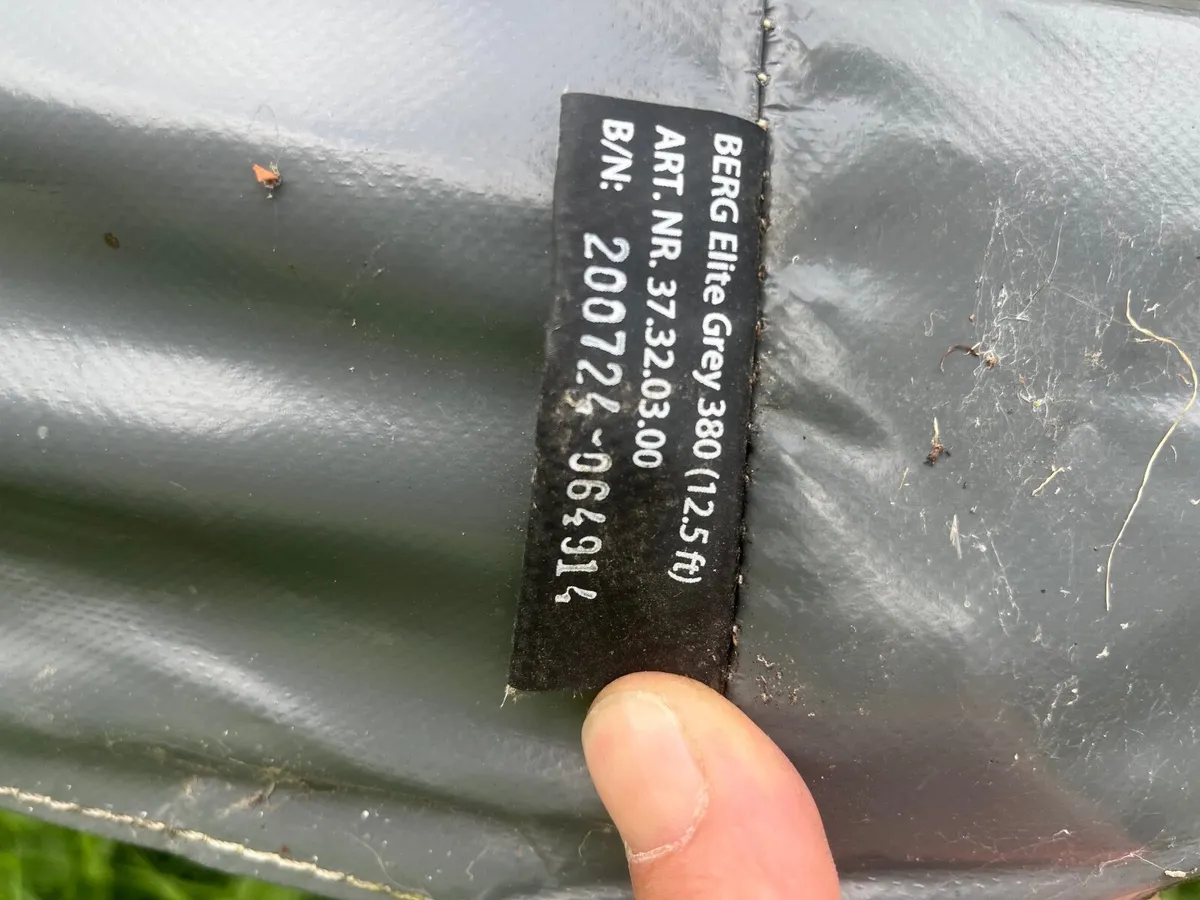 BERG Elite Grey 380 (12.5 ft)
ART. NR. 37.32.03.00
B/N: 200724-064914